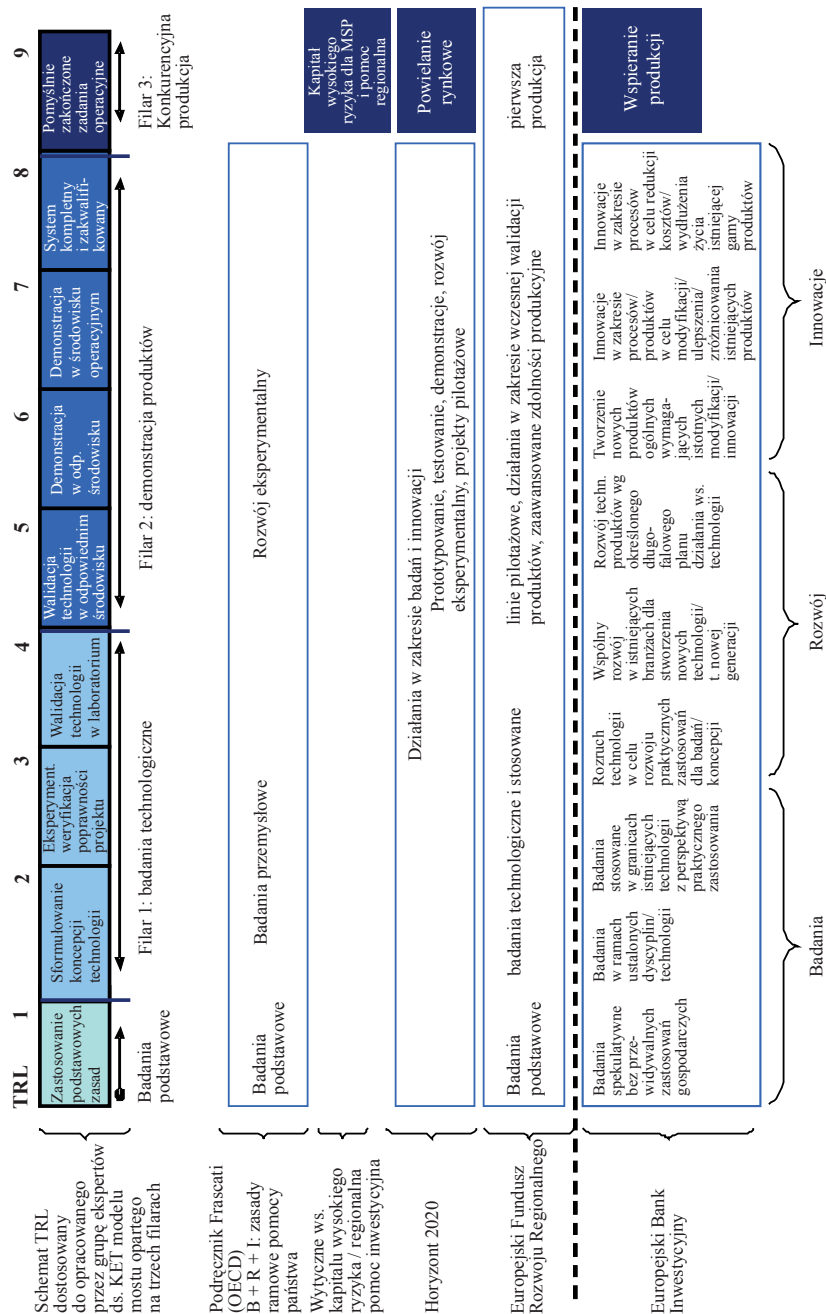 TRL
1
2
3
4
5
6
7
8
9
Schemat TRL
dostosowany
do opracowanego
przez grupę ekspertów
ds. KET modelu
mostu opartego
na trzech filarach
Zastosowanie
podstawowych
zasad
Sformułowanie
koncepcji
technologii
Eksperyment.
weryfikacja
poprawności
projektu
Walidacja
technologii
w laboratorium
Walidacja
technologii
w odpowiednim
środowisku
Demonstracja
w odp.
środowisku
Demonstracja
w środowisku
operacyjnym
System
kompletny
i zakwalifi-
kowany
Pomyślnie
zakończone
zadania
operacyjne
Badania
podstawowe
Filar 1: badania technologiczne
Filar 2: demonstracja produktów
Filar 3:
Konkurencyjna
produkcja
Podręcznik Frascati
(OECD)
B + R + I: zasady
ramowe pomocy
państwa
Badania
podstawowe
Badania przemysłowe
Rozwój eksperymentalny
Wytyczne ws.
kapitału wysokiego
ryzyka / regionalna
pomoc inwestycyjna
Kapitał
wysokiego
ryzyka dla MSP
i pomoc
regionalna
Horyzont 2020
Działania w zakresie badań i innowacji
Prototypowanie, testowanie, demonstracje, rozwój
eksperymentalny, projekty pilotażowe
Powielanie
rynkowe
Europejski Fundusz
Rozwoju Regionalnego
Badania
podstawowe
badania technologiczne i stosowane
linie pilotażowe, działania w zakresie wczesnej walidacji
produktów, zaawansowane zdolności produkcyjne
pierwsza
produkcja
Europejski Bank
Inwestycyjny
Badania
spekulatywne
bez prze-
widywalnych
zastosowań
gospodarczych
Badania
w ramach
ustalonych
dyscyplin/
technologii
Badania
stosowane
w granicach
istniejących
technologii
z perspektywą
praktycznego
zastosowania
Rozruch
technologii
w celu
rozwoju
praktycznych
zastosowań
dla badań/
koncepcji
Wspólny
rozwój
w istniejących
branżach dla
stworzenia
nowych
technologii/
t. nowej
generacji
Rozwój techn.
produktów wg
określonego
długo-
falowego
planu
działania ws.
technologii
Tworzenie
nowych
produktów
ogólnych
wymaga-
jących
istotnych
modyfikacji/
innowacji
Innowacje
w zakresie
procesów/
produktów
w celu
modyfikacji/
ulepszenia/
zróżnicowania
istniejących
produktów
Innowacje
w zakresie
procesów
w celu redukcji
kosztów/
wydłużenia
życia
istniejącej
gamy
produktów
Wspieranie
produkcji
Badania
Rozwój
Innowacje